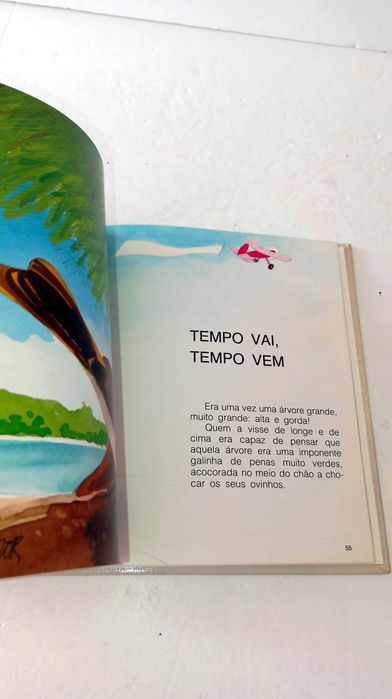 TEMPO VAI,
TEMPO VEM
Era uma vez uma árvore grande,
muito grande: alta e gorda!
Quem a visse de longe e de
cima era capaz de pensar que
aquela árvore era uma imponente
galinha de penas muito verdes,
acocorada no meio do chão a cho-
car os seus ovinhos.
55